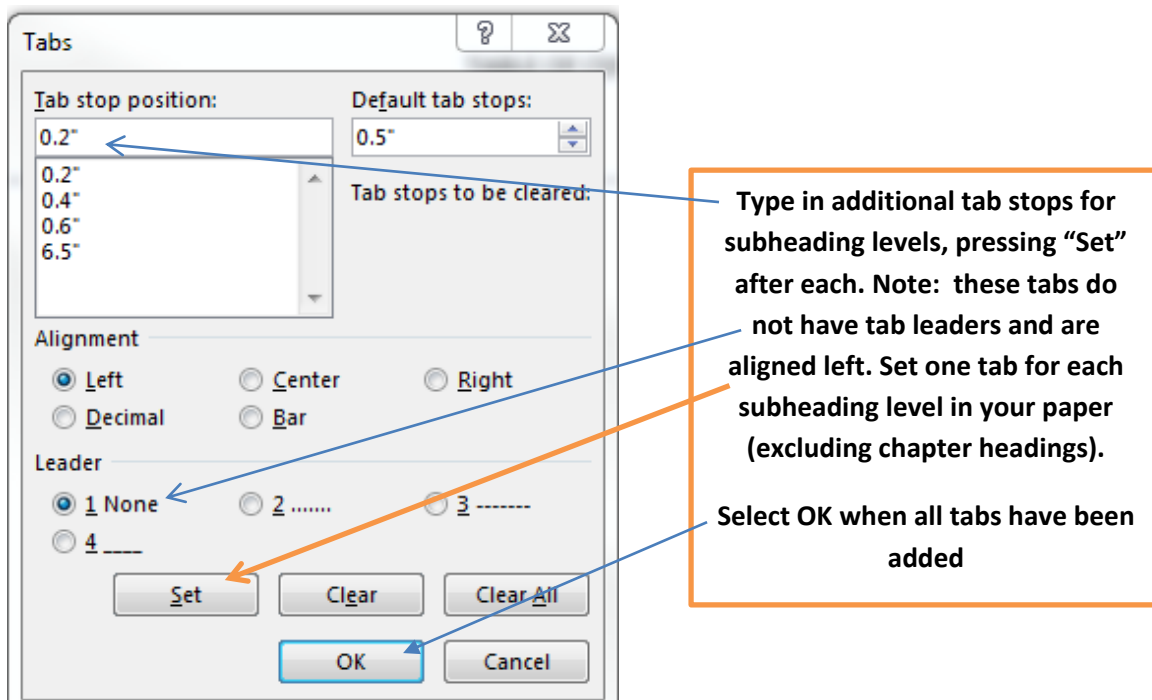 Tabs
Tab stop position:
Default tab stops:
0.2"
0.5"
0.2"
0.4"
0.6"
6.5"
Tab stops to be cleared:
Alignment
Left
Center
Right
Decimal
Bar
Leader
1 None
2 .......
3 -------
4 ____
Set
Clear
Clear All
OK
Cancel
Type in additional tab stops for
subheading levels, pressing “Set”
after each. Note:  these tabs do
not have tab leaders and are
aligned left. Set one tab for each
subheading level in your paper
(excluding chapter headings).
Select OK when all tabs have been
added